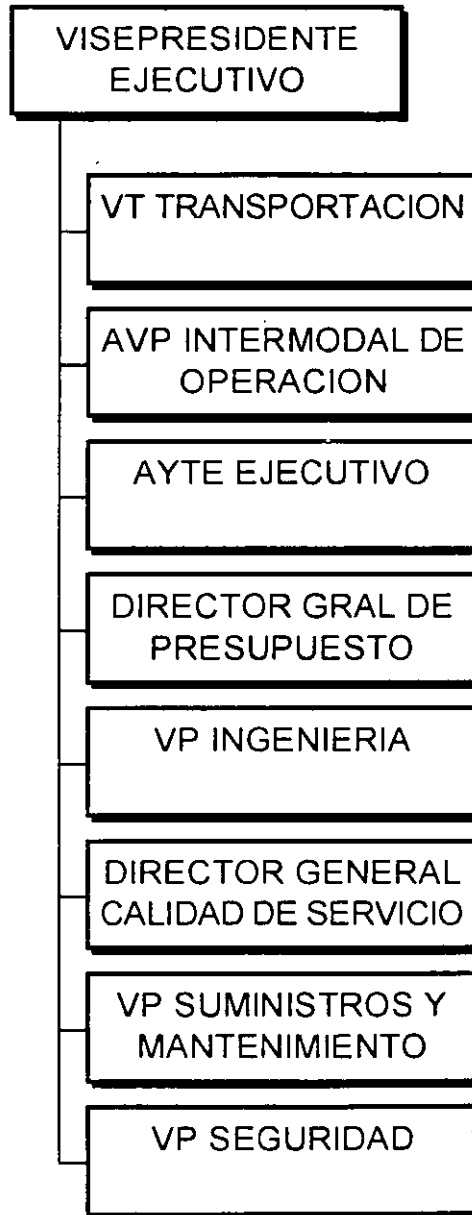 VISEPRESIDENTE
EJECUTIVO
VT TRANSPORTACION
AVP INTERMODAL DE
OPERACION
AYTE EJECUTIVO
DIRECTOR GRAL DE
PRESUPUESTO
VP INGENIERIA
DIRECTOR GENERAL
CALIDAD DE SERVICIO
VP SUMINISTROS Y
MANTENIMIENTO
VP SEGURIDAD